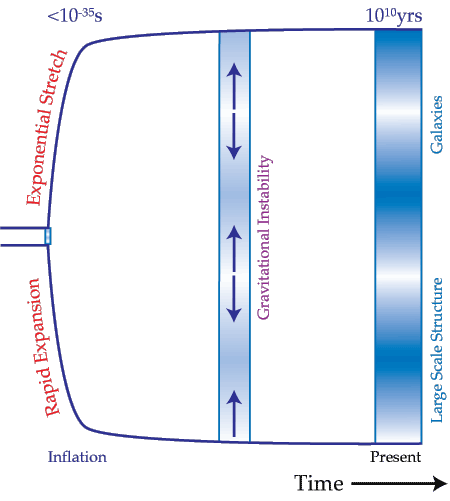 <10⁻³⁵s
10¹⁰yrs
Exponential Stretch
Rapid Expansion
Gravitational Instability
Galaxies
Large Scale Structure
Inflation
Present
Time